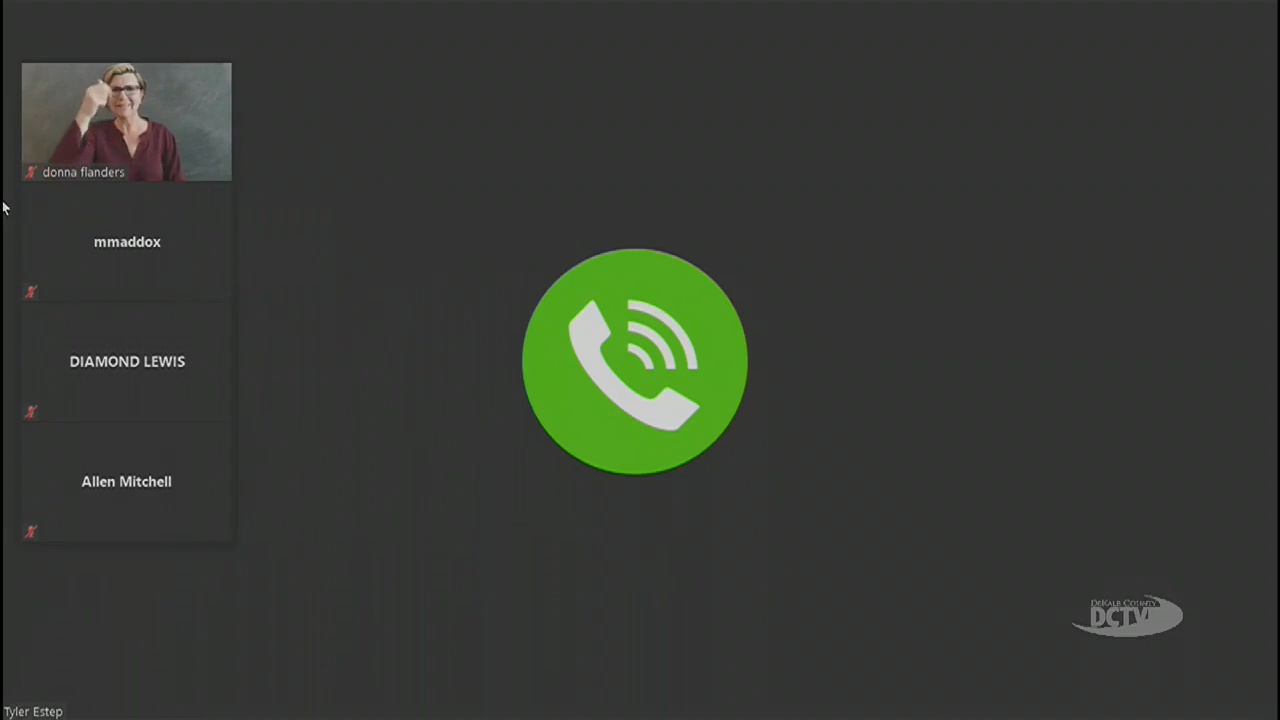 donna flanders
mmaddox
DIAMOND LEWIS
Allen Mitchell
DEKALB COUNTY
DCTV
Tyler Estep